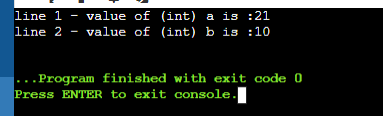 line 1 - value of (int) a is :21
line 2 - value of (int) b is :10
...Program finished with exit code 0
Press ENTER to exit console.